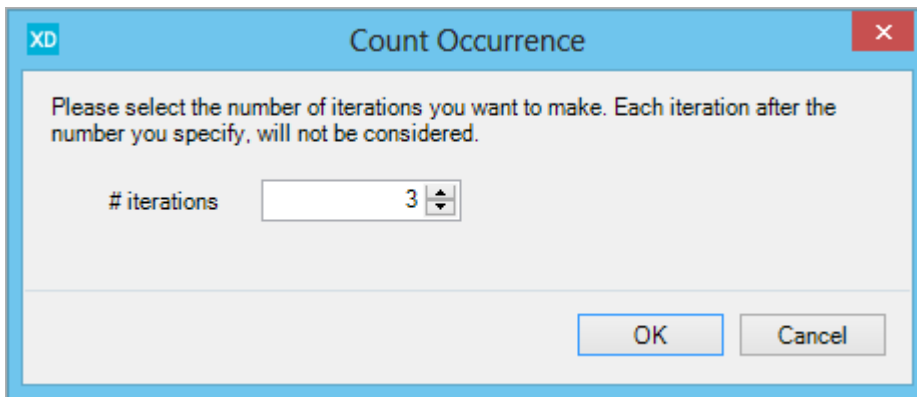 XD Count Occurrence
Please select the number of iterations you want to make. Each iteration after the
number you specify, will not be considered.
# iterations 3
OK Cancel